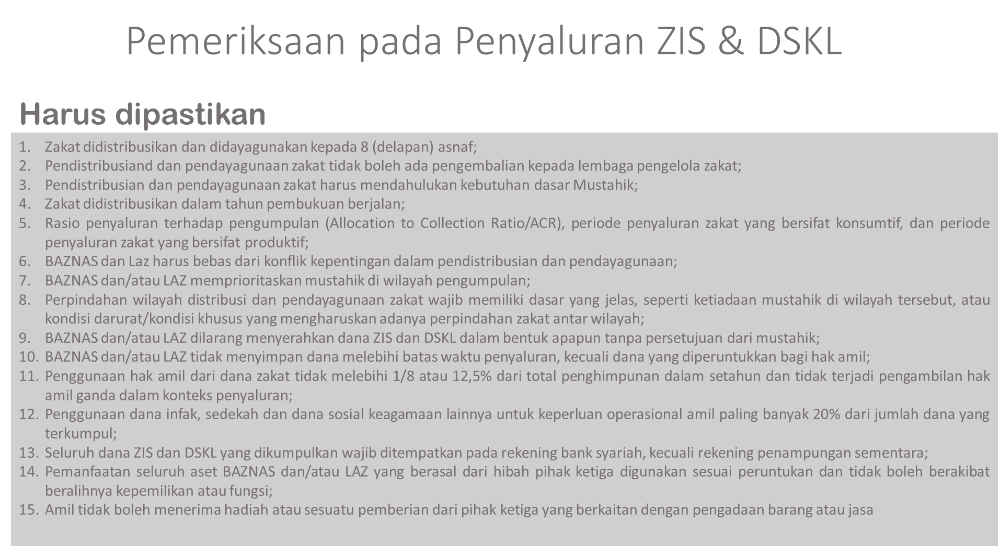 Pemeriksaan pada Penyaluran ZIS & DSKL
Harus dipastikan
1. Zakat didistribusikan dan didayagunakan kepada 8 (delapan) asnaf;
2. Pendistribusiand dan pendayagunaan zakat tidak boleh ada pengembalian kepada lembaga pengelola zakat;
3. Pendistribusian dan pendayagunaan zakat harus mendahulukan kebutuhan dasar Mustahik;
4. Zakat didistribusikan dalam tahun pembukuan berjalan;
5. Rasio penyaluran terhadap pengumpulan (Allocation to Collection Ratio/ACR), periode penyaluran zakat yang bersifat konsumtif, dan periode
penyaluran zakat yang bersifat produktif;
6. BAZNAS dan Laz harus bebas dari konflik kepentingan dalam pendistribusian dan pendayagunaan;
7. BAZNAS dan/atau LAZ memprioritaskan mustahik di wilayah pengumpulan;
8. Perpindahan wilayah distribusi dan pendayagunaan zakat wajib memiliki dasar yang jelas, seperti ketiadaan mustahik di wilayah tersebut, atau
kondisi darurat/kondisi khusus yang mengharuskan adanya perpindahan zakat antar wilayah;
9. BAZNAS dan/atau LAZ dilarang menyerahkan dana ZIS dan DSKL dalam bentuk apapun tanpa persetujuan dari mustahik;
10. BAZNAS dan/atau LAZ tidak menyimpan dana melebihi batas waktu penyaluran, kecuali dana yang diperuntukkan bagi hak amil;
11. Penggunaan hak amil dari dana zakat tidak melebihi 1/8 atau 12,5% dari total penghimpunan dalam setahun dan tidak terjadi pengambilan hak
amil ganda dalam konteks penyaluran;
12. Penggunaan dana infak, sedekah dan dana sosial keagamaan lainnya untuk keperluan operasional amil paling banyak 20% dari jumlah dana yang
terkumpul;
13. Seluruh dana ZIS dan DSKL yang dikumpulkan wajib ditempatkan pada rekening bank syariah, kecuali rekening penampungan sementara;
14. Pemanfaatan seluruh aset BAZNAS dan/atau LAZ yang berasal dari hibah pihak ketiga digunakan sesuai peruntukan dan tidak boleh berakibat
beralihnya kepemilikan atau fungsi;
15. Amil tidak boleh menerima hadiah atau sesuatu pemberian dari pihak ketiga yang berkaitan dengan pengadaan barang atau jasa